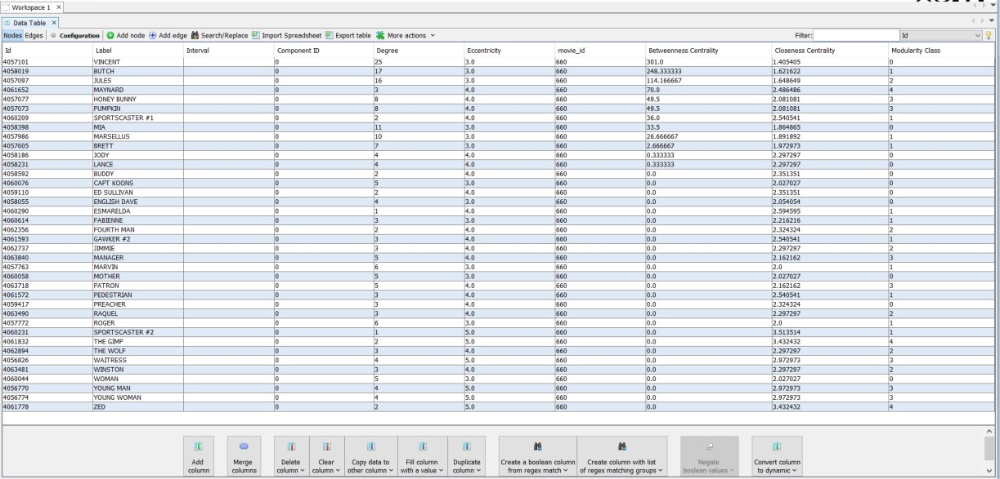 Workspace 1 ×
Data Table ×
Nodes Edges Configuration Add node Add edge Search/Replace Import Spreadsheet Export table More actions Filter: Id
Id Label Interval Component ID Degree Eccentricity movie_id Betweenness Centrality Closeness Centrality Modularity Class
4057101 VINCENT 0 25 3.0 660 301.0 1.405405 0
4058019 BUTCH 0 17 3.0 660 248.333333 1.621622 1
4057097 JULES 0 16 3.0 660 114.166667 1.648649 2
4061652 MAYNARD 0 3 4.0 660 70.0 2.486486 4
4057077 HONEY BUNNY 0 8 4.0 660 49.5 2.081081 3
4057073 PUMPKIN 0 8 4.0 660 49.5 2.081081 3
4060209 SPORTSCASTER #1 0 2 4.0 660 36.0 2.540541 1
4058398 MIA 0 11 3.0 660 33.5 1.864865 0
4057986 MARSELLUS 0 10 3.0 660 26.666667 1.891892 1
4057605 BRETT 0 7 3.0 660 2.666667 1.972973 1
4058186 JODY 0 4 4.0 660 0.333333 2.297297 0
4058231 LANCE 0 4 4.0 660 0.333333 2.297297 0
4058592 BUDDY 0 2 4.0 660 0.0 2.351351 0
4060076 CAPT KOONS 0 5 3.0 660 0.0 2.027027 0
4059110 ED SULLIVAN 0 2 4.0 660 0.0 2.351351 0
4058055 ENGLISH DAVE 0 4 3.0 660 0.0 2.054054 0
4060290 ESMARELDA 0 1 4.0 660 0.0 2.594595 1
4060614 FABIENNE 0 3 3.0 660 0.0 2.216216 1
4062356 FOURTH MAN 0 2 4.0 660 0.0 2.324324 2
4061593 GAWKER #2 0 3 4.0 660 0.0 2.540541 1
4062737 JIMMIE 0 3 4.0 660 0.0 2.297297 2
4063840 MANAGER 0 5 4.0 660 0.0 2.162162 3
4057763 MARVIN 0 6 3.0 660 0.0 2.0 1
4060058 MOTHER 0 5 3.0 660 0.0 2.027027 0
4063718 PATRON 0 5 4.0 660 0.0 2.162162 3
4061572 PEDESTRIAN 0 3 4.0 660 0.0 2.540541 1
4059417 PREACHER 0 3 4.0 660 0.0 2.324324 0
4063490 RAQUEL 0 3 4.0 660 0.0 2.297297 2
4057772 ROGER 0 6 3.0 660 0.0 2.0 1
4060231 SPORTSCASTER #2 0 1 5.0 660 0.0 3.513514 1
4061832 THE GIMP 0 2 5.0 660 0.0 3.432432 4
4062894 THE WOLF 0 3 4.0 660 0.0 2.297297 2
4056826 WAITRESS 0 4 5.0 660 0.0 2.972973 3
4063481 WINSTON 0 3 4.0 660 0.0 2.297297 2
4060044 WOMAN 0 5 3.0 660 0.0 2.027027 0
4056770 YOUNG MAN 0 4 5.0 660 0.0 2.972973 3
4056774 YOUNG WOMAN 0 4 5.0 660 0.0 2.972973 3
4061778 ZED 0 2 5.0 660 0.0 3.432432 4
Add Merge Delete Clear Copy data to Fill column Duplicate Create a boolean column Create column with list Negate Convert column
column columns column column other column with a value column from regex match of regex matching groups boolean values to dynamic